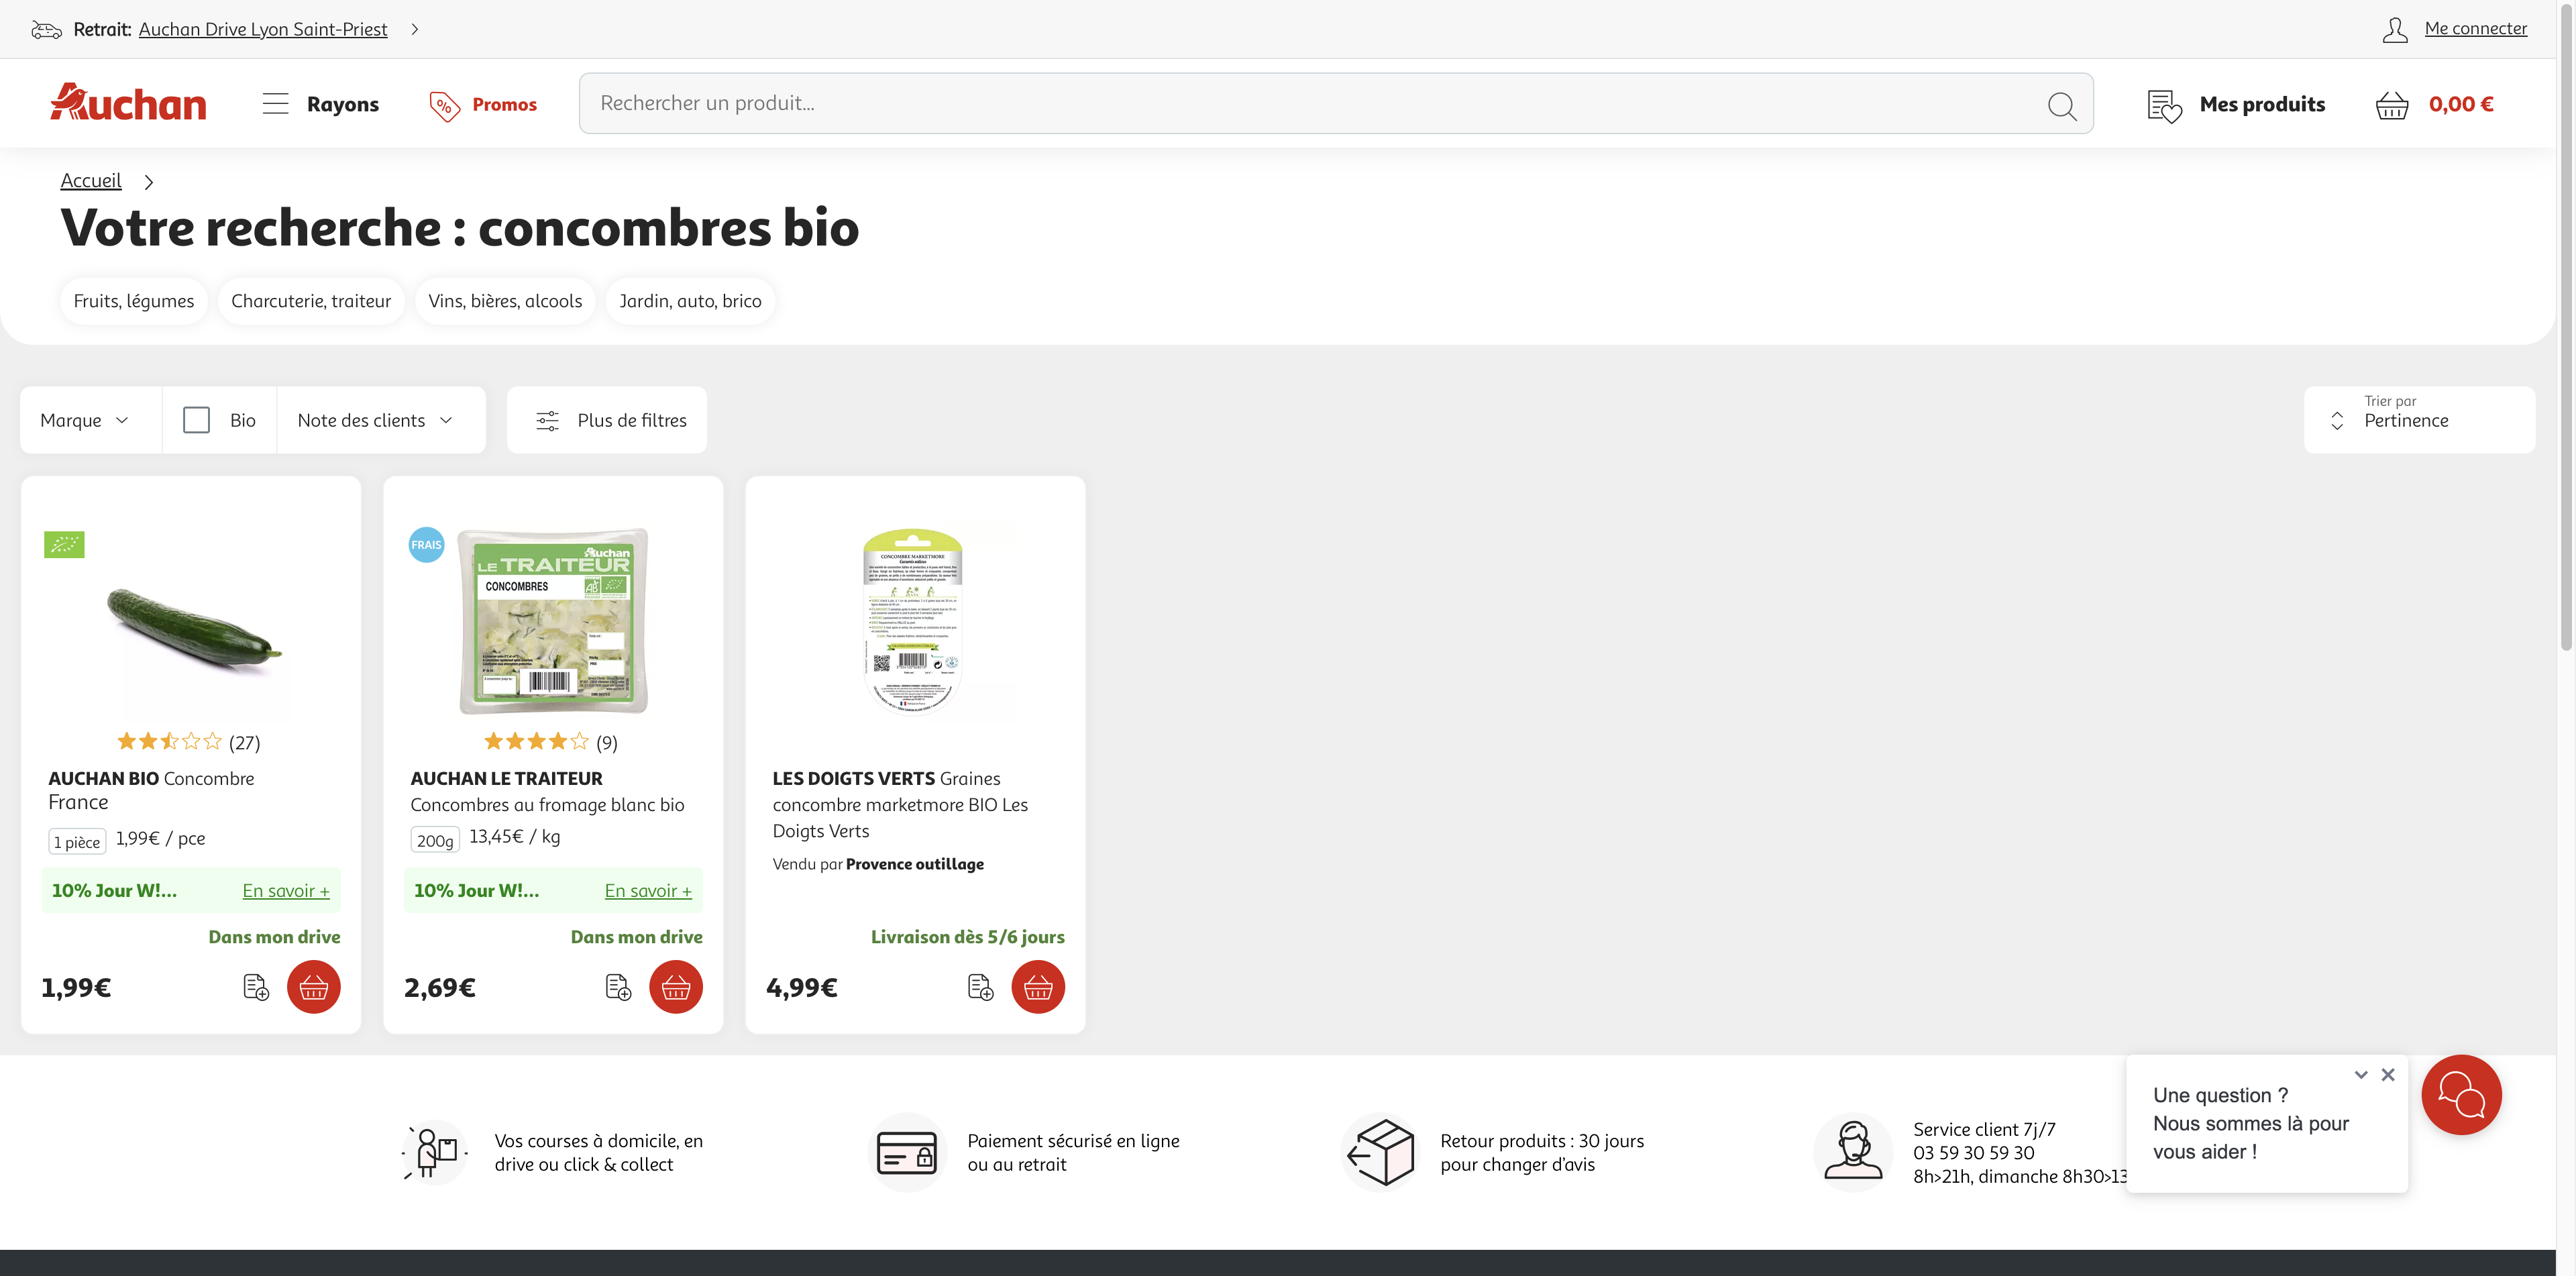 Retrait: Auchan Drive Lyon Saint-Priest
Me connecter
Auchan
Rayons
Promos
Rechercher un produit...
Mes produits
0,00 €
Accueil
Votre recherche : concombres bio
Fruits, légumes
Charcuterie, traiteur
Vins, bières, alcools
Jardin, auto, brico
Marque
Bio
Note des clients
Plus de filtres
Trier par
Pertinence
(27)
AUCHAN BIO Concombre
France
1 pièce 1,99€ / pce
10% Jour W!... En savoir +
Dans mon drive
1,99€
FRAIS
Auchan
LE TRAITEUR
CONCOMBRES
AB
(9)
AUCHAN LE TRAITEUR
Concombres au fromage blanc bio
200g 13,45€ / kg
10% Jour W!... En savoir +
Dans mon drive
2,69€
CONCOMBRE MARKETMORE
LES DOIGTS VERTS Graines
concombre marketmore BIO Les
Doigts Verts
Vendu par Provence outillage
Livraison dès 5/6 jours
4,99€
Vos courses à domicile, en
drive ou click & collect
Paiement sécurisé en ligne
ou au retrait
Retour produits : 30 jours
pour changer d'avis
Service client 7j/7
03 59 30 59 30
8h>21h, dimanche 8h30>13
Une question ?
Nous sommes là pour
vous aider !